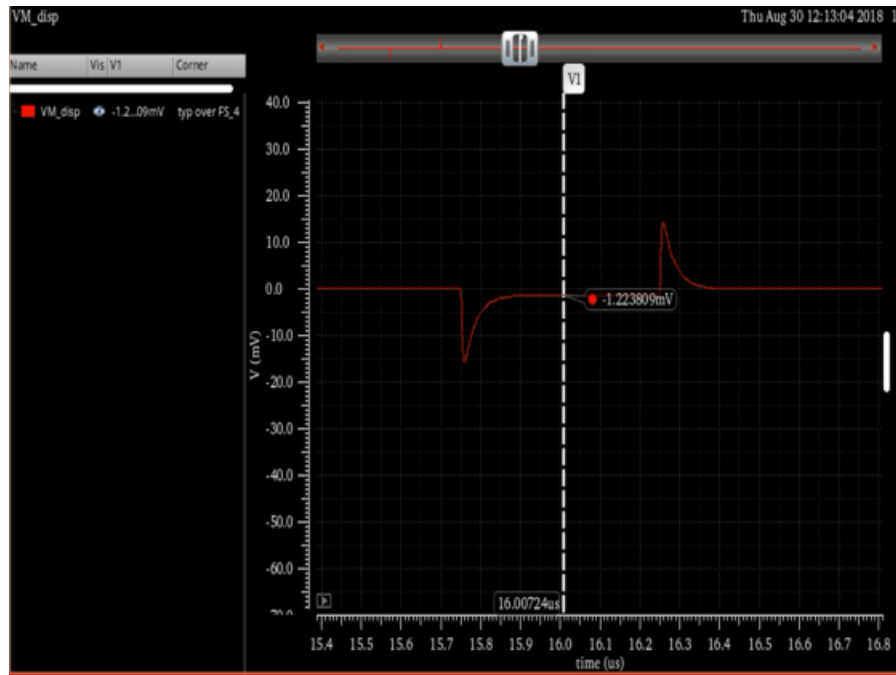 VM_disp
Thu Aug 30 12:13:04 2018 1
Name Vis V1 Corner
VM_disp -1.2...09mV typ over FS_4
V1
40.0
30.0
20.0
10.0
0.0
-10.0
-20.0
-30.0
-40.0
-50.0
-60.0
V (mV)
-1.223809mV
16.00724us
15.4 15.5 15.6 15.7 15.8 15.9 16.0 16.1 16.2 16.3 16.4 16.5 16.6 16.7 16.8
time (us)